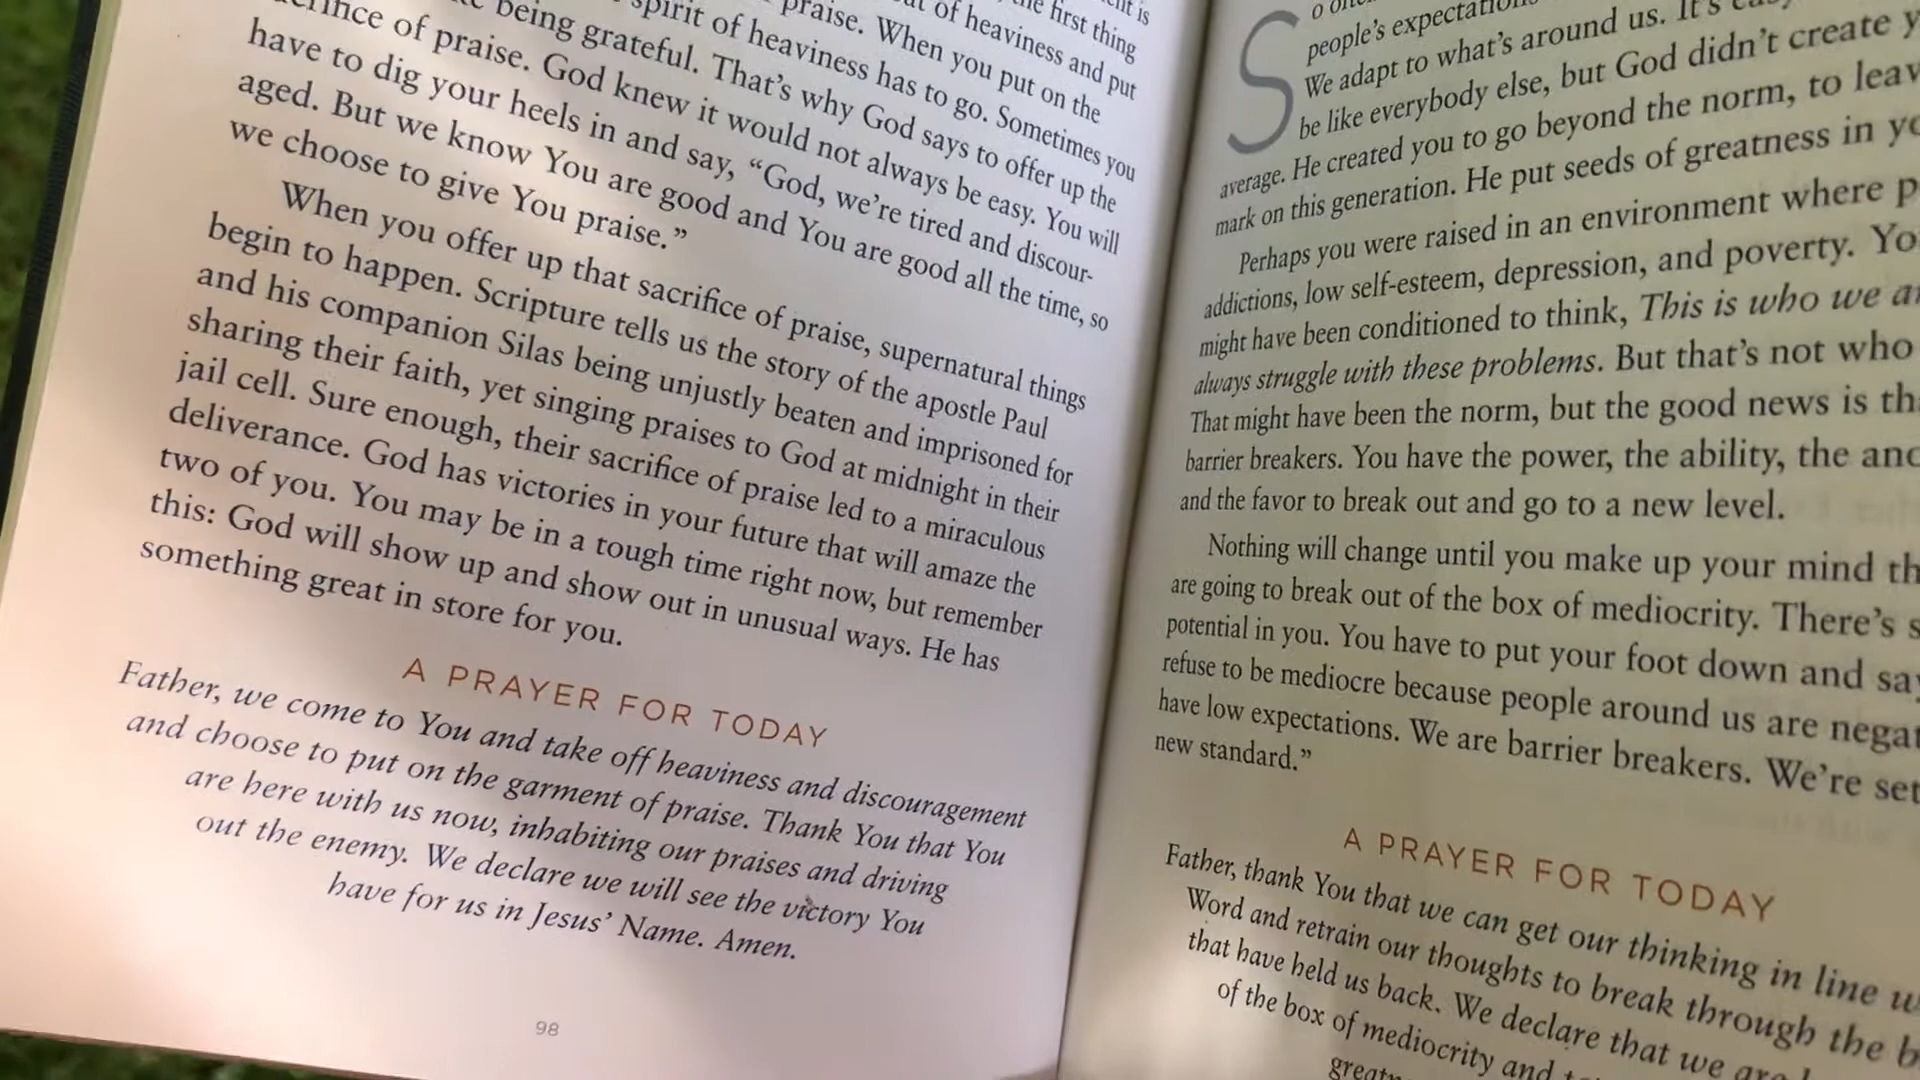 is
the first thing
of heaviness and put
praise. When you put on the
spirit of heaviness has to go. Sometimes you
being grateful. That’s why God says to offer up the
of praise. God knew it would not always be easy. You will
have to dig your heels in and say, “God, we’re tired and discour-
aged. But we know You are good and You are good all the time, so
we choose to give You praise.”
When you offer up that sacrifice of praise, supernatural things
begin to happen. Scripture tells us the story of the apostle Paul
and his companion Silas being unjustly beaten and imprisoned for
sharing their faith, yet singing praises to God at midnight in their
jail cell. Sure enough, their sacrifice of praise led to a miraculous
deliverance. God has victories in your future that will amaze the
two of you. You may be in a tough time right now, but remember
this: God will show up and show out in unusual ways. He has
something great in store for you.
A PRAYER FOR TODAY
Father, we come to You and take off heaviness and discouragement
and choose to put on the garment of praise. Thank You that You
are here with us now, inhabiting our praises and driving
out the enemy. We declare we will see the victory You
have for us in Jesus’ Name. Amen.
98
So
people’s
We adapt to what’s around us. It’s
be like everybody else, but God didn’t create
average. He created you to go beyond the norm, to
mark on this generation. He put seeds of greatness in
Perhaps you were raised in an environment where
addictions, low self-esteem, depression, and poverty.
might have been conditioned to think, This is who we
always struggle with these problems. But that’s not who
That might have been the norm, but the good news is
barrier breakers. You have the power, the ability, the
and the favor to break out and go to a new level.
Nothing will change until you make up your mind
are going to break out of the box of mediocrity. There’s
potential in you. You have to put your foot down and
refuse to be mediocre because people around us are
have low expectations. We are barrier breakers. We’re
new standard.”
A PRAYER FOR TODAY
Father, thank You that we can get our thinking in line
Word and retrain our thoughts to break through the
that have held us back. We declare that we are
of the box of mediocrity and